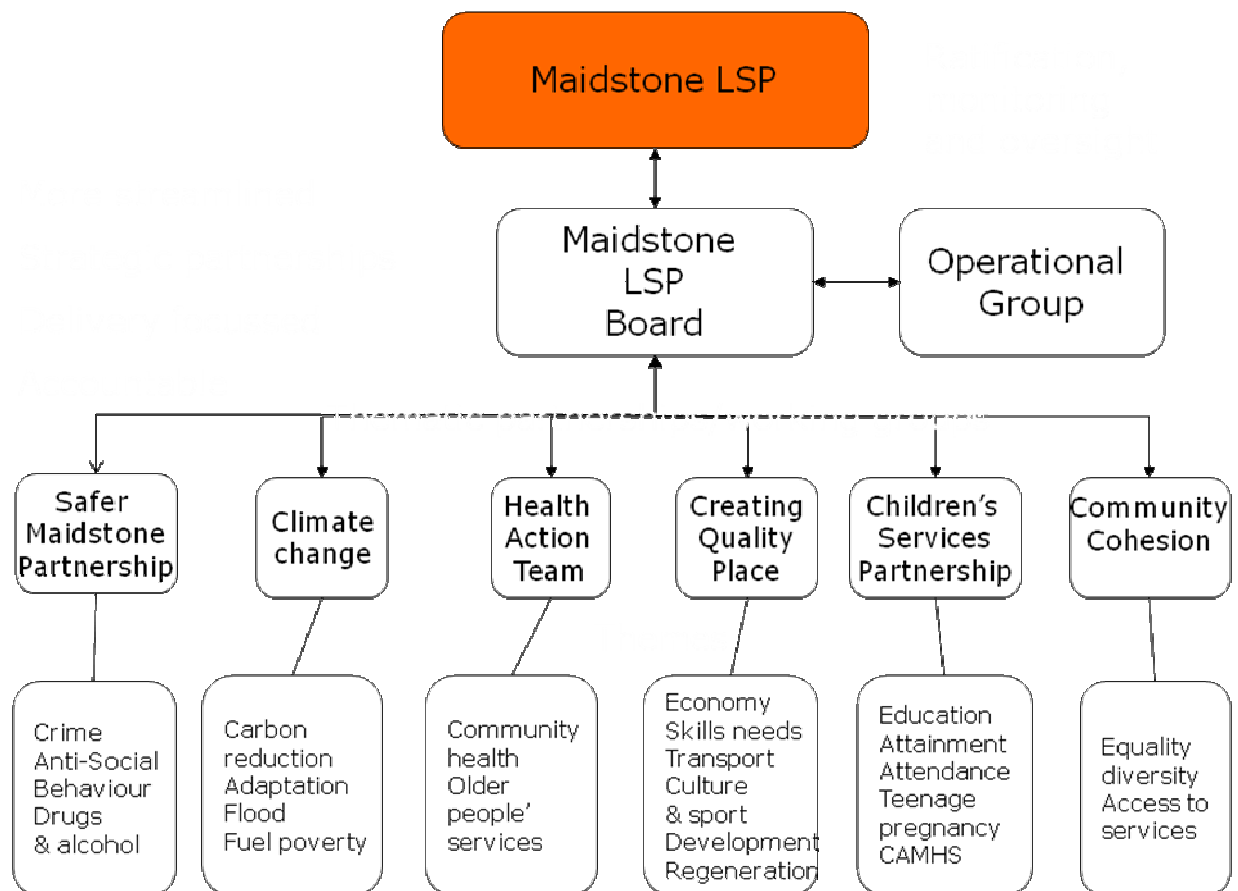 Maidstone LSP
Maidstone
LSP
Board
Operational
Group
Safer
Maidstone
Partnership
Climate
change
Health
Action
Team
Creating
Quality
Place
Children's
Services
Partnership
Community
Cohesion
Crime
Anti-Social
Behaviour
Drugs
& alcohol
Carbon
reduction
Adaptation
Flood
Fuel poverty
Community
health
Older
people'
services
Economy
Skills needs
Transport
Culture
& sport
Development
Regeneration
Education
Attainment
Attendance
Teenage
pregnancy
CAMHS
Equality
diversity
Access to
services